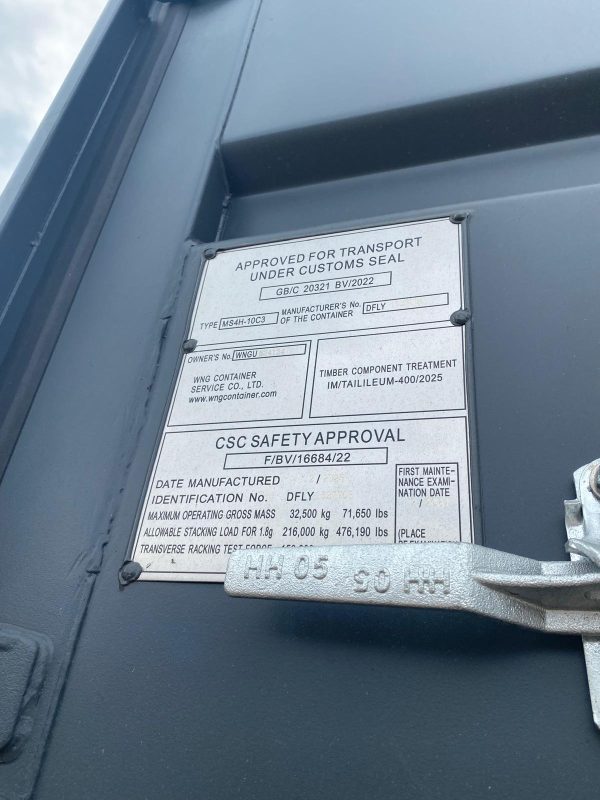 APPROVED FOR TRANSPORT
UNDER CUSTOMS SEAL
GB/C 20321 BV/2022
TYPE MS4H-10C3 MANUFACTURER'S No. OF THE CONTAINER DFLY
OWNER'S No. WNGU
WNG CONTAINER
SERVICE CO., LTD.
www.wngcontainer.com
TIMBER COMPONENT TREATMENT
IM/TAILILEUM-400/2025
CSC SAFETY APPROVAL
F/BV/16684/22
DATE MANUFACTURED /
IDENTIFICATION No. DFLY
MAXIMUM OPERATING GROSS MASS 32,500 kg 71,650 lbs
ALLOWABLE STACKING LOAD FOR 1.8g 216,000 kg 476,190 lbs
TRANSVERSE RACKING TEST FORCE
FIRST MAINTE-
NANCE EXAMI-
NATION DATE
/
(PLACE
OF EXAMINATION
HH 05 50 HH